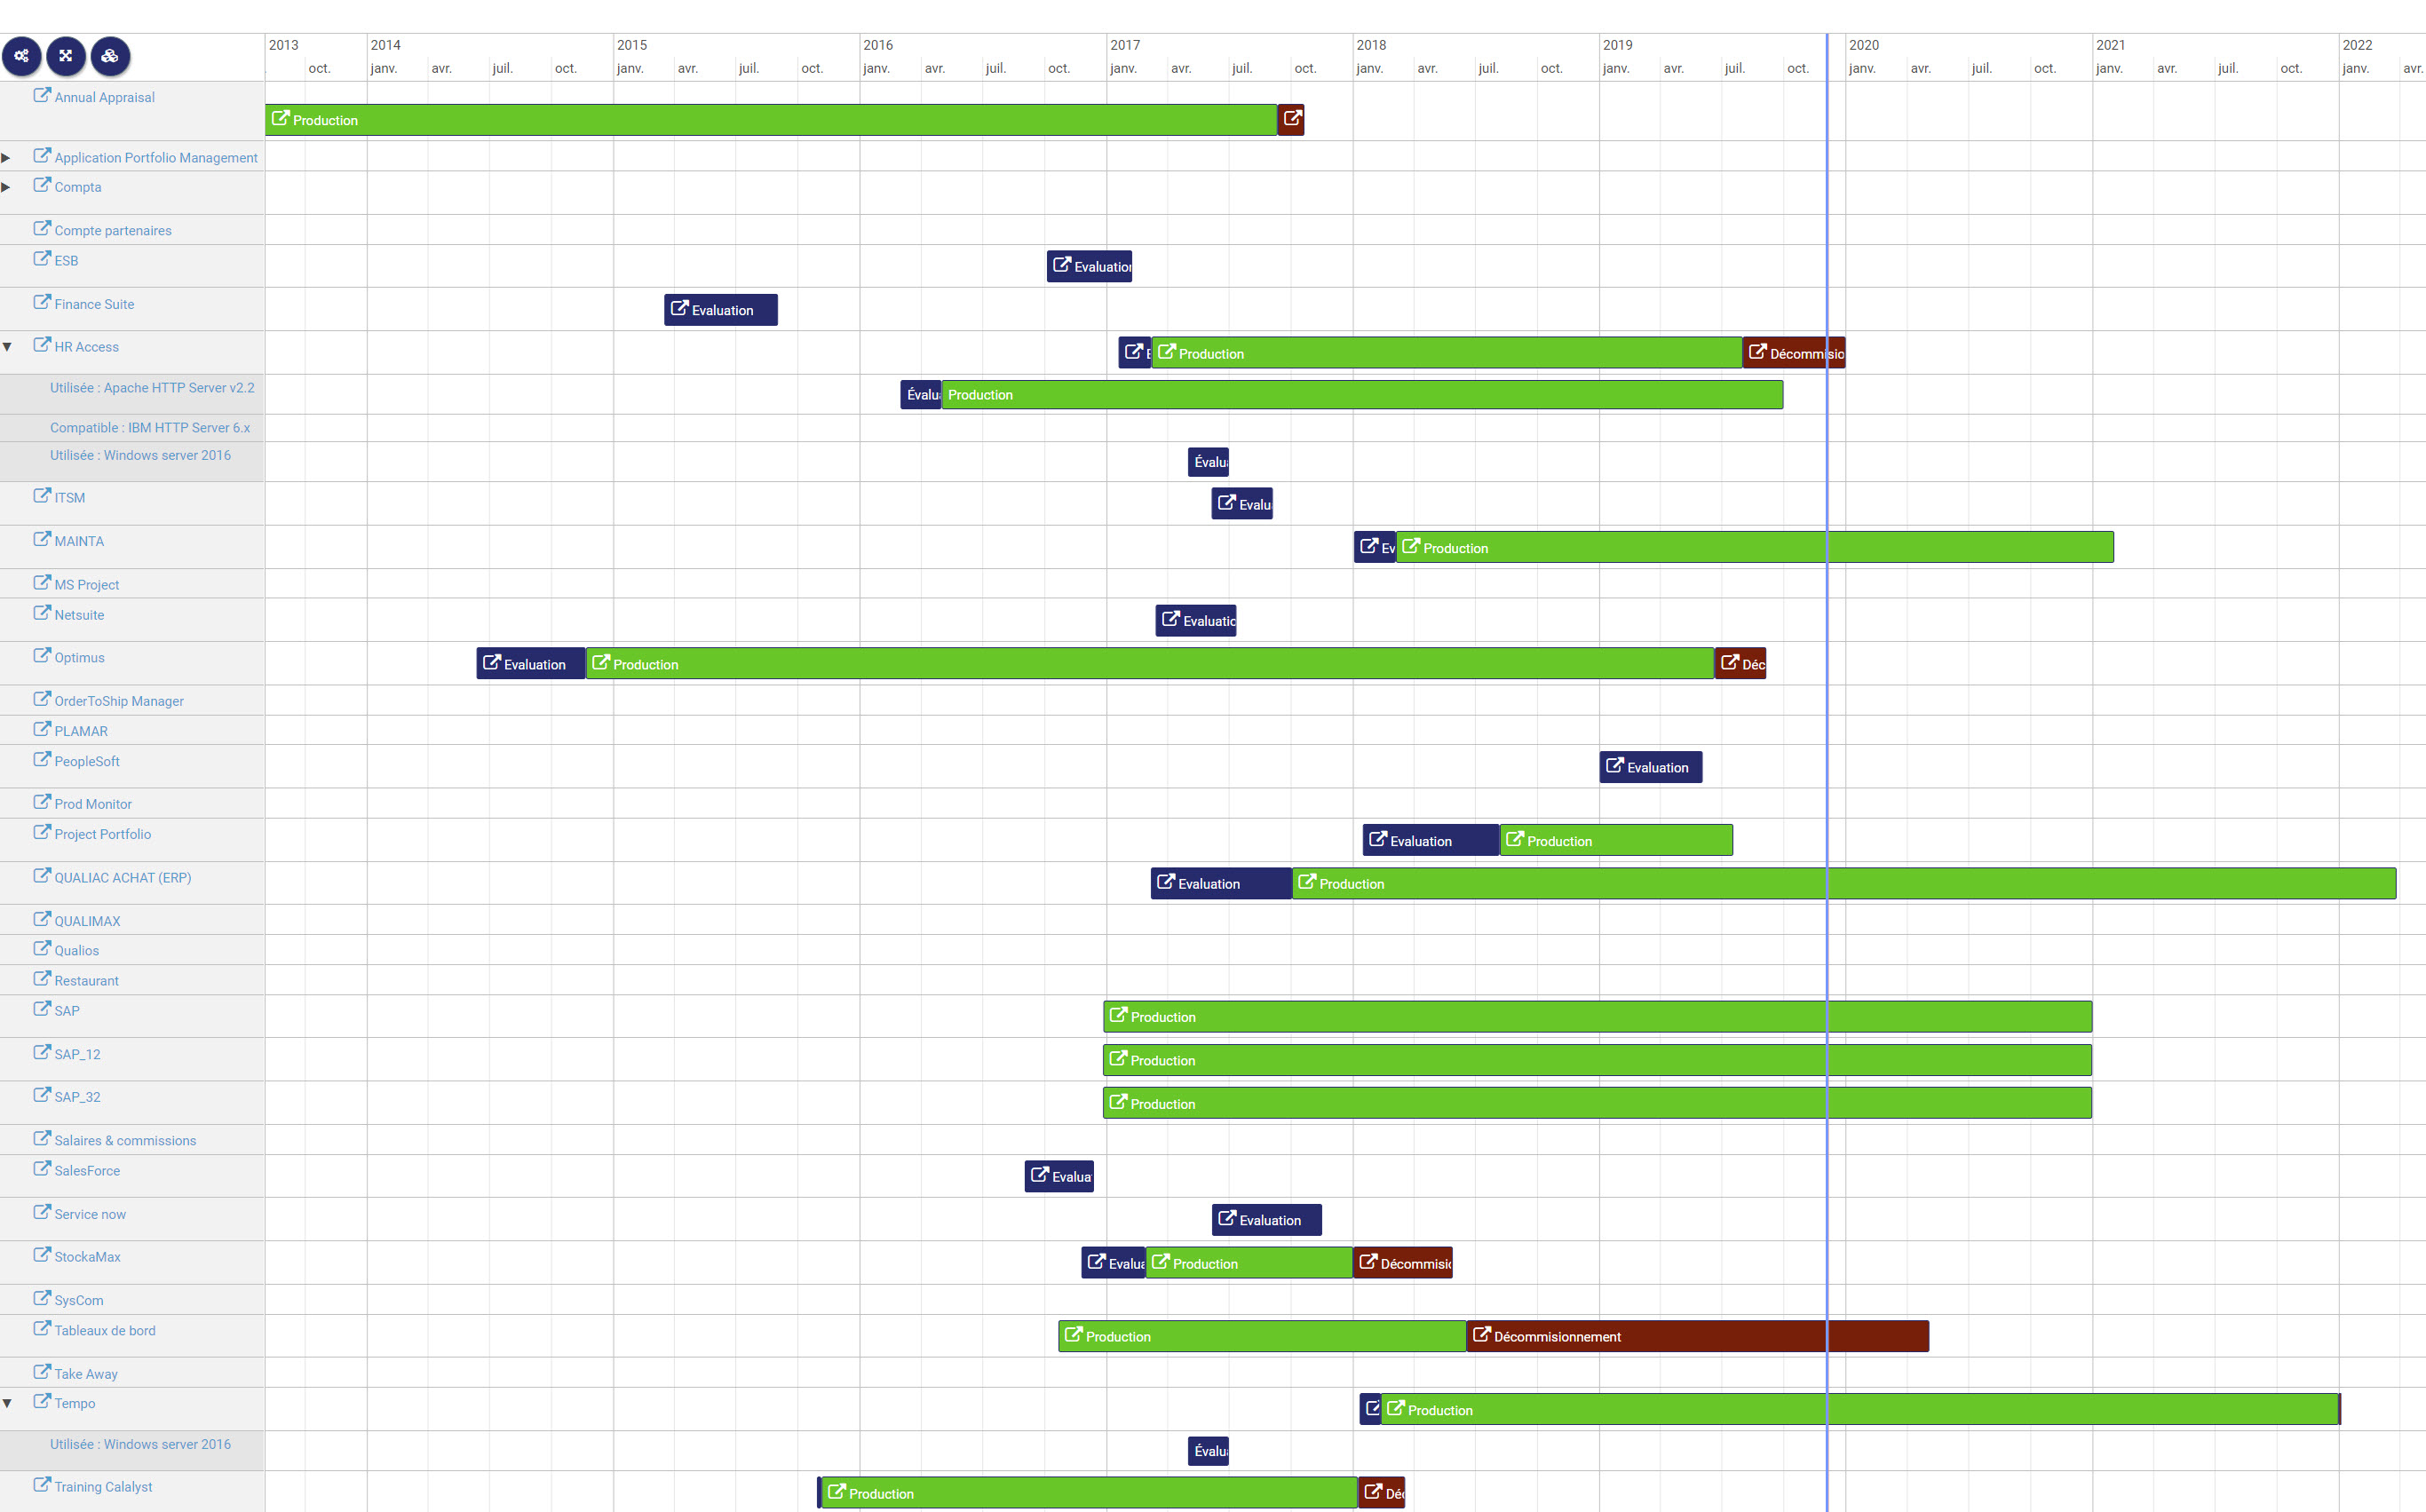 2013 2014 2015 2016 2017 2018 2019 2020 2021 2022
oct. janv. avr. juil. oct. janv. avr. juil. oct. janv. avr. juil. oct. janv. avr. juil. oct. janv. avr. juil. oct. janv. avr. juil. oct. janv. avr. juil. oct. janv. avr. juil. oct. janv. avr.
Annual Appraisal
Production
Application Portfolio Management
Compta
Compte partenaires
ESB
Evaluation
Finance Suite
Evaluation
HR Access
E Production Décommisio
Utilisée : Apache HTTP Server v2.2
Évalu Production
Compatible : IBM HTTP Server 6.x
Utilisée : Windows server 2016
Évalu
ITSM
Evalu
MAINTA
Ev Production
MS Project
Netsuite
Evaluatio
Optimus
Evaluation Production Déc
OrderToShip Manager
PLAMAR
PeopleSoft
Evaluation
Prod Monitor
Project Portfolio
Evaluation Production
QUALIAC ACHAT (ERP)
Evaluation Production
QUALIMAX
Qualios
Restaurant
SAP
Production
SAP_12
Production
SAP_32
Production
Salaires & commissions
SalesForce
Evalua
Service now
Evaluation
StockaMax
Evalua Production Décommisio
SysCom
Tableaux de bord
Production Décommisionnement
Take Away
Tempo
Production
Utilisée : Windows server 2016
Évalu
Training Calalyst
Production Déc